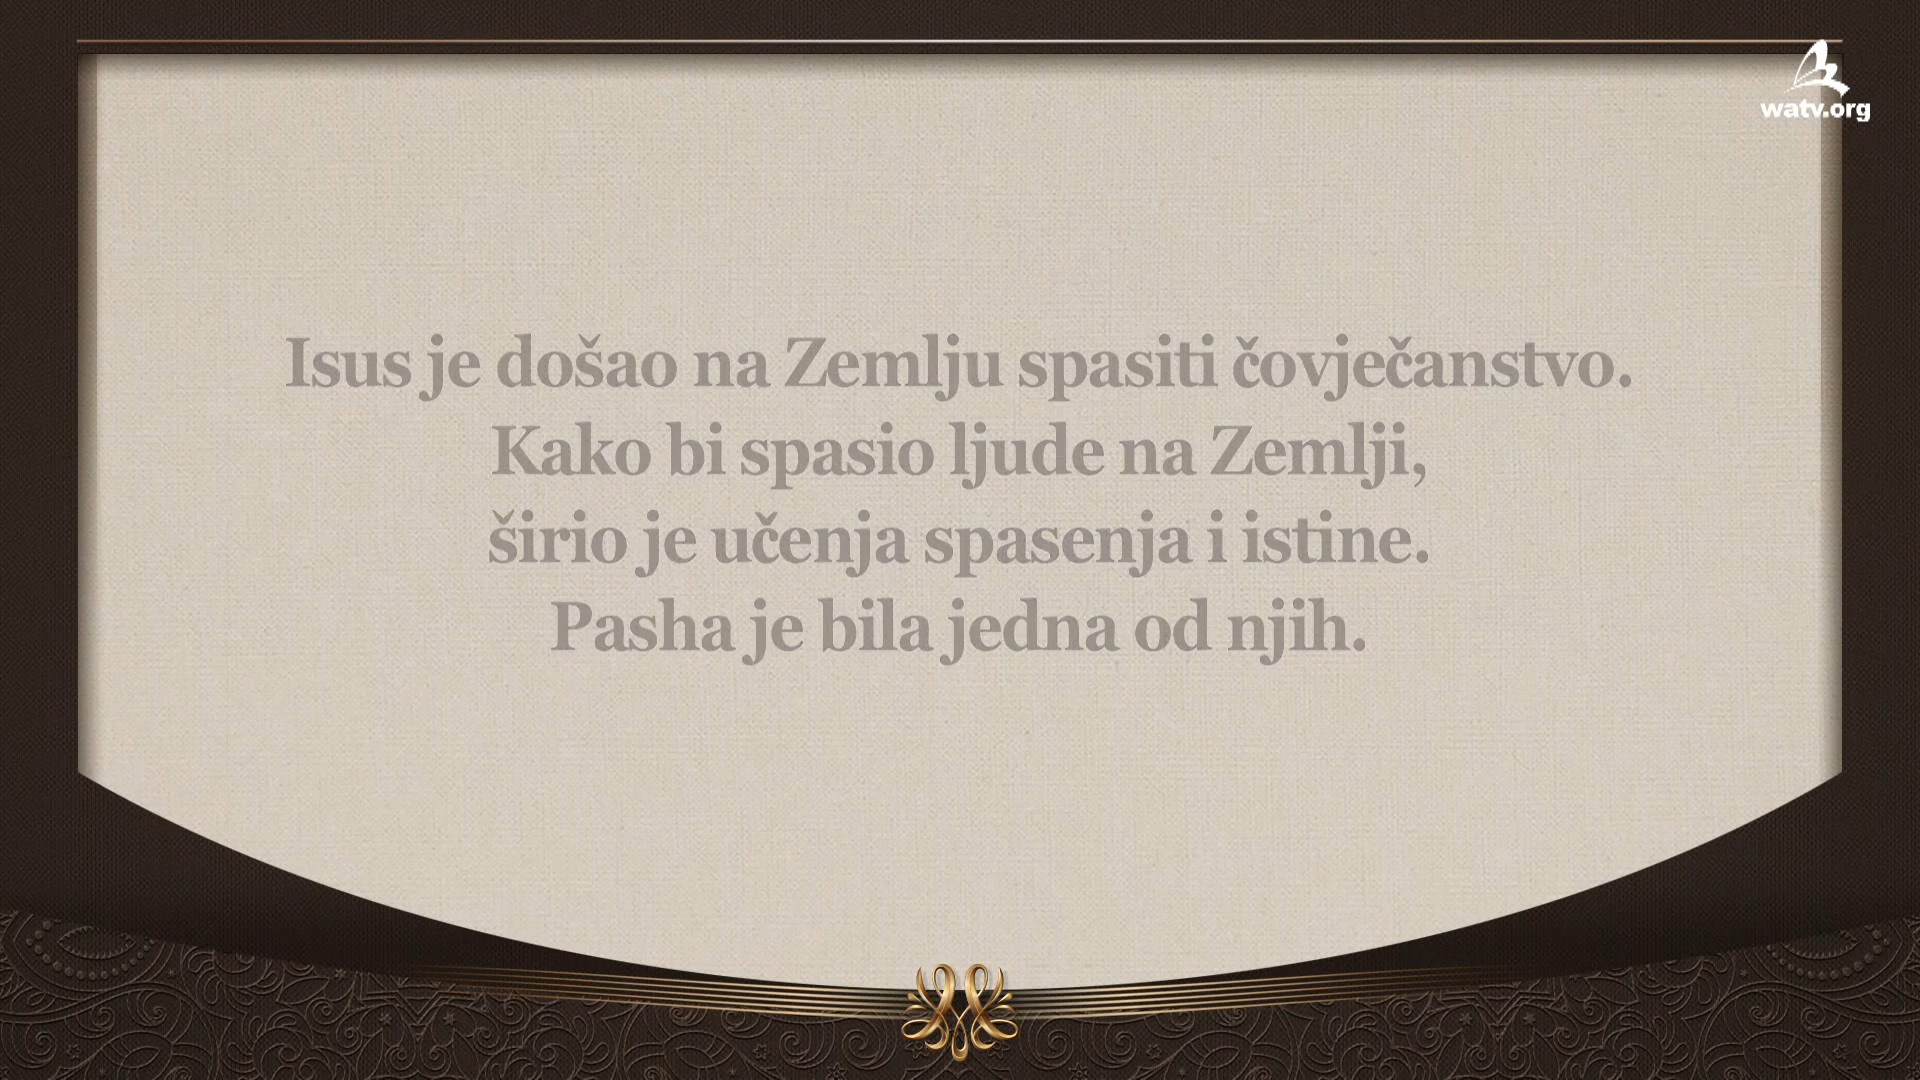 watv.org
Isus je došao na Zemlju spasiti čovječanstvo.
Kako bi spasio ljude na Zemlji,
širio je učenja spasenja i istine.
Pasha je bila jedna od njih.